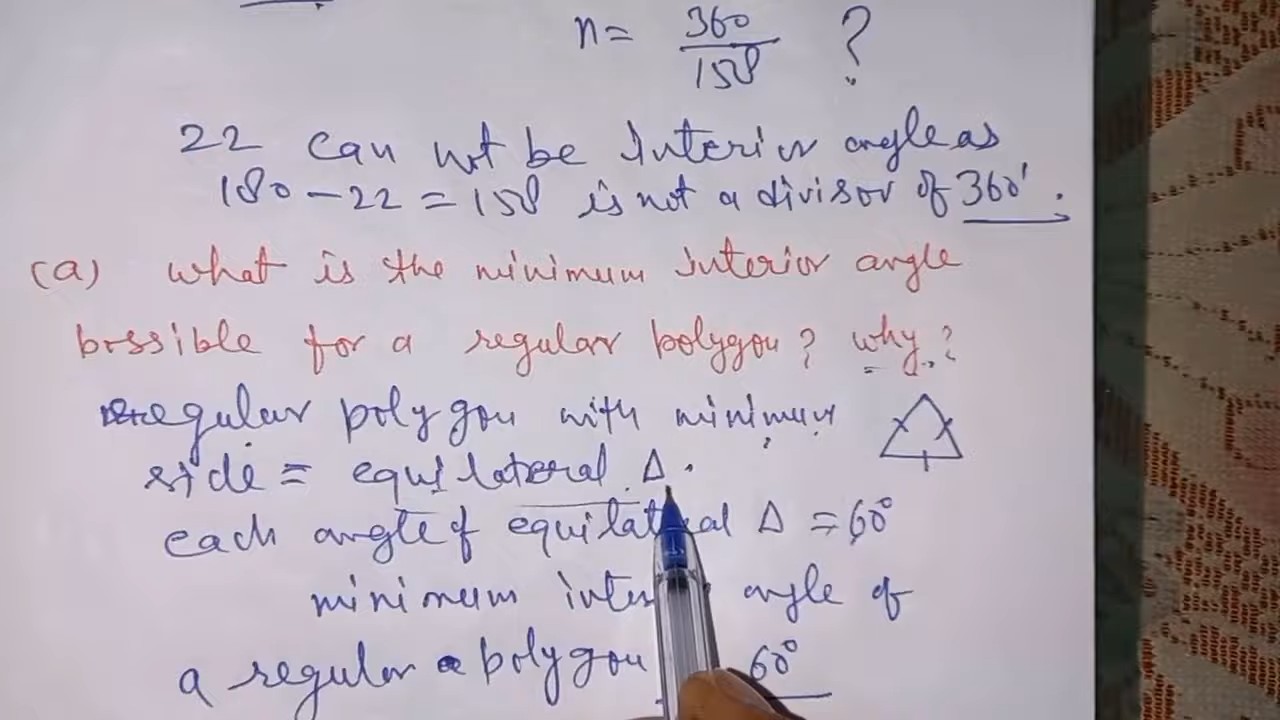 n = 360/158 ?
22 can not be Interior angle as
180 - 22 = 158 is not a divisor of 360°.
(a) what is the minimum interior angle
possible for a regular polygon? why?
regular polygon with minimum
side = equilateral Δ.
each angle of equilateral Δ = 60°
minimum angle of
a regular polygon 60°